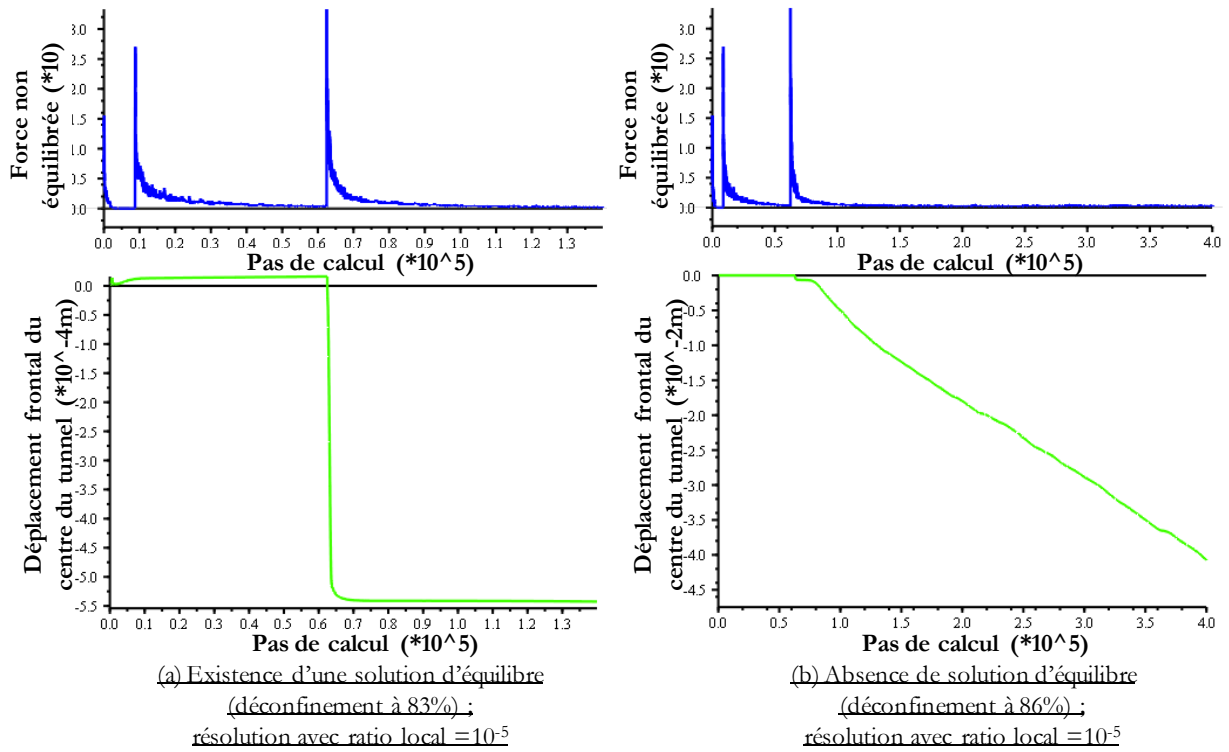 3.0
2.5
2.0
1.5
1.0
0.5
0.0
Force non
équilibrée (*10)
0.0 0.1 0.2 0.3 0.4 0.5 0.6 0.7 0.8 0.9 1.0 1.1 1.2 1.3
Pas de calcul (*10^5)
0.0
-0.5
-1.0
-1.5
-2.0
-2.5
-3.0
-3.5
-4.0
-4.5
-5.0
-5.5
Déplacement frontal du
centre du tunnel (*10^-4m)
0.0 0.1 0.2 0.3 0.4 0.5 0.6 0.7 0.8 0.9 1.0 1.1 1.2 1.3
Pas de calcul (*10^5)
(a) Existence d'une solution d'équilibre
(déconfinement à 83%) ;
résolution avec ratio local =10-5
3.0
2.5
2.0
1.5
1.0
0.5
0.0
Force non
équilibrée (*10)
0.0 0.5 1.0 1.5 2.0 2.5 3.0 3.5 4.0
Pas de calcul (*10^5)
0.0
-0.5
-1.0
-1.5
-2.0
-2.5
-3.0
-3.5
-4.0
-4.5
Déplacement frontal du
centre du tunnel (*10^-2m)
0.0 0.5 1.0 1.5 2.0 2.5 3.0 3.5 4.0
Pas de calcul (*10^5)
(b) Absence de solution d'équilibre
(déconfinement à 86%) ;
résolution avec ratio local =10-5